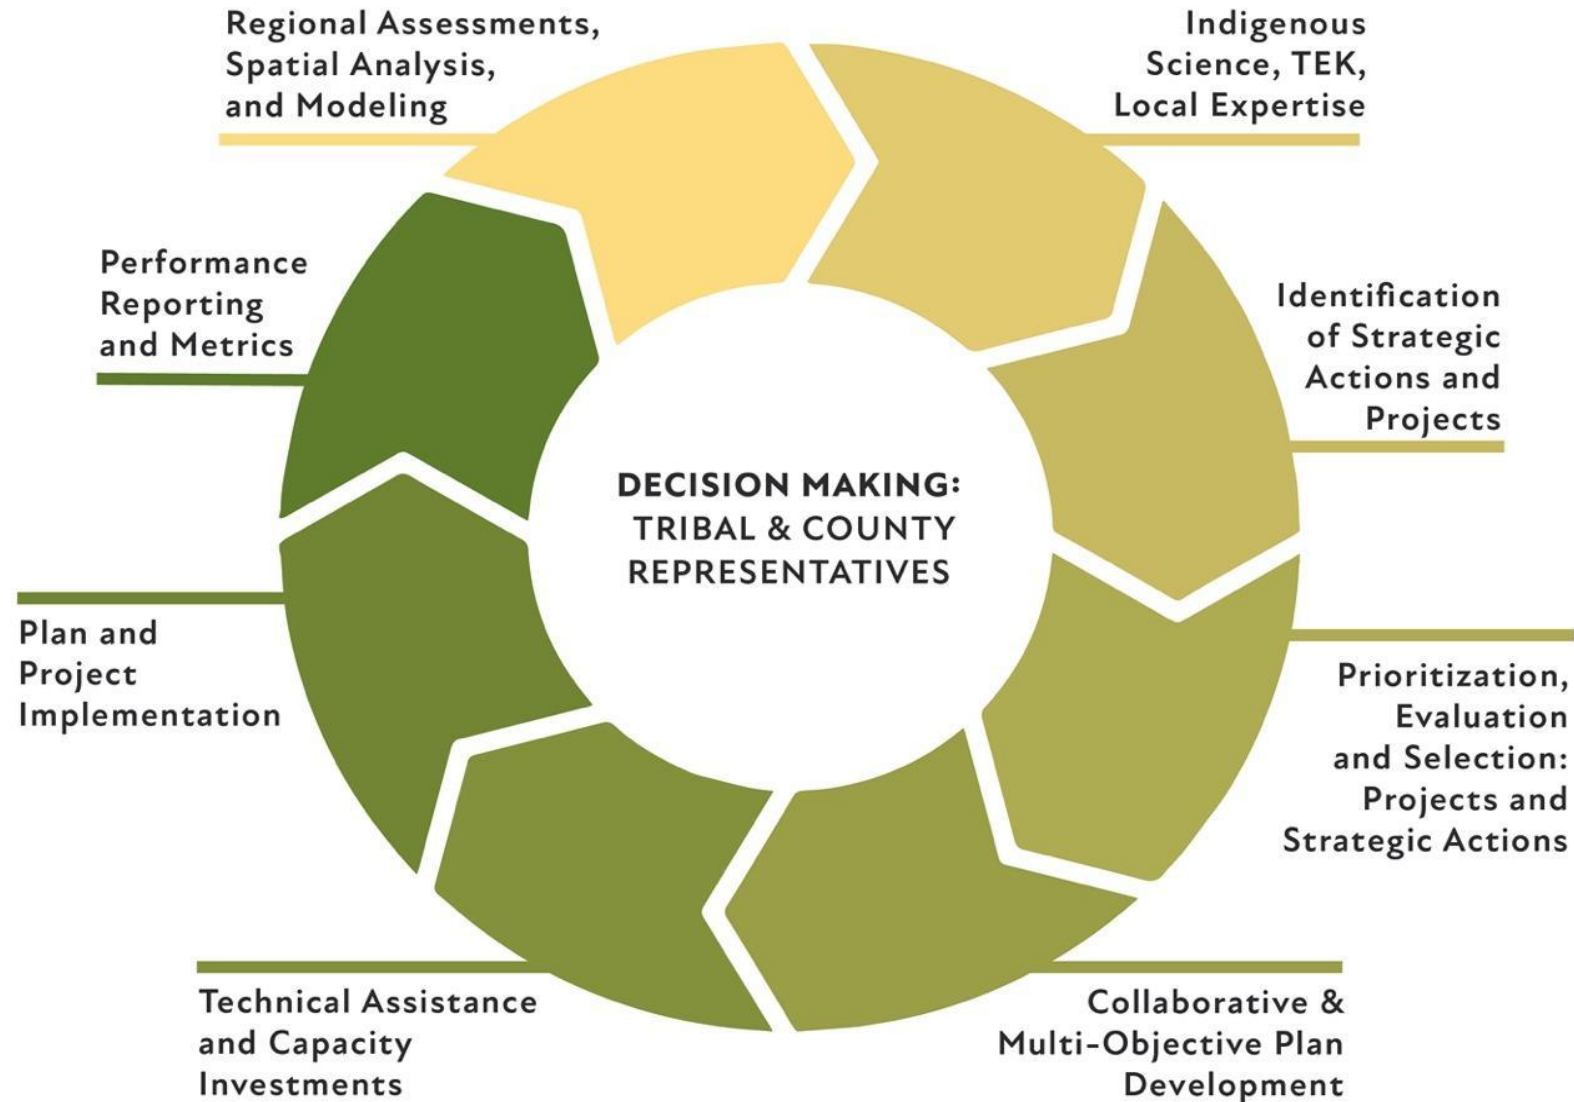 Regional Assessments,
Spatial Analysis,
and Modeling
Indigenous
Science, TEK,
Local Expertise
Identification
of Strategic
Actions and
Projects
Prioritization,
Evaluation
and Selection:
Projects and
Strategic Actions
Collaborative &
Multi-Objective Plan
Development
Technical Assistance
and Capacity
Investments
Plan and
Project
Implementation
Performance
Reporting
and Metrics
DECISION MAKING:
TRIBAL & COUNTY
REPRESENTATIVES